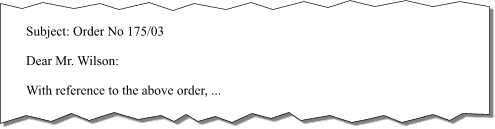 Subject: Order No 175/03
Dear Mr. Wilson:
With reference to the above order, ...